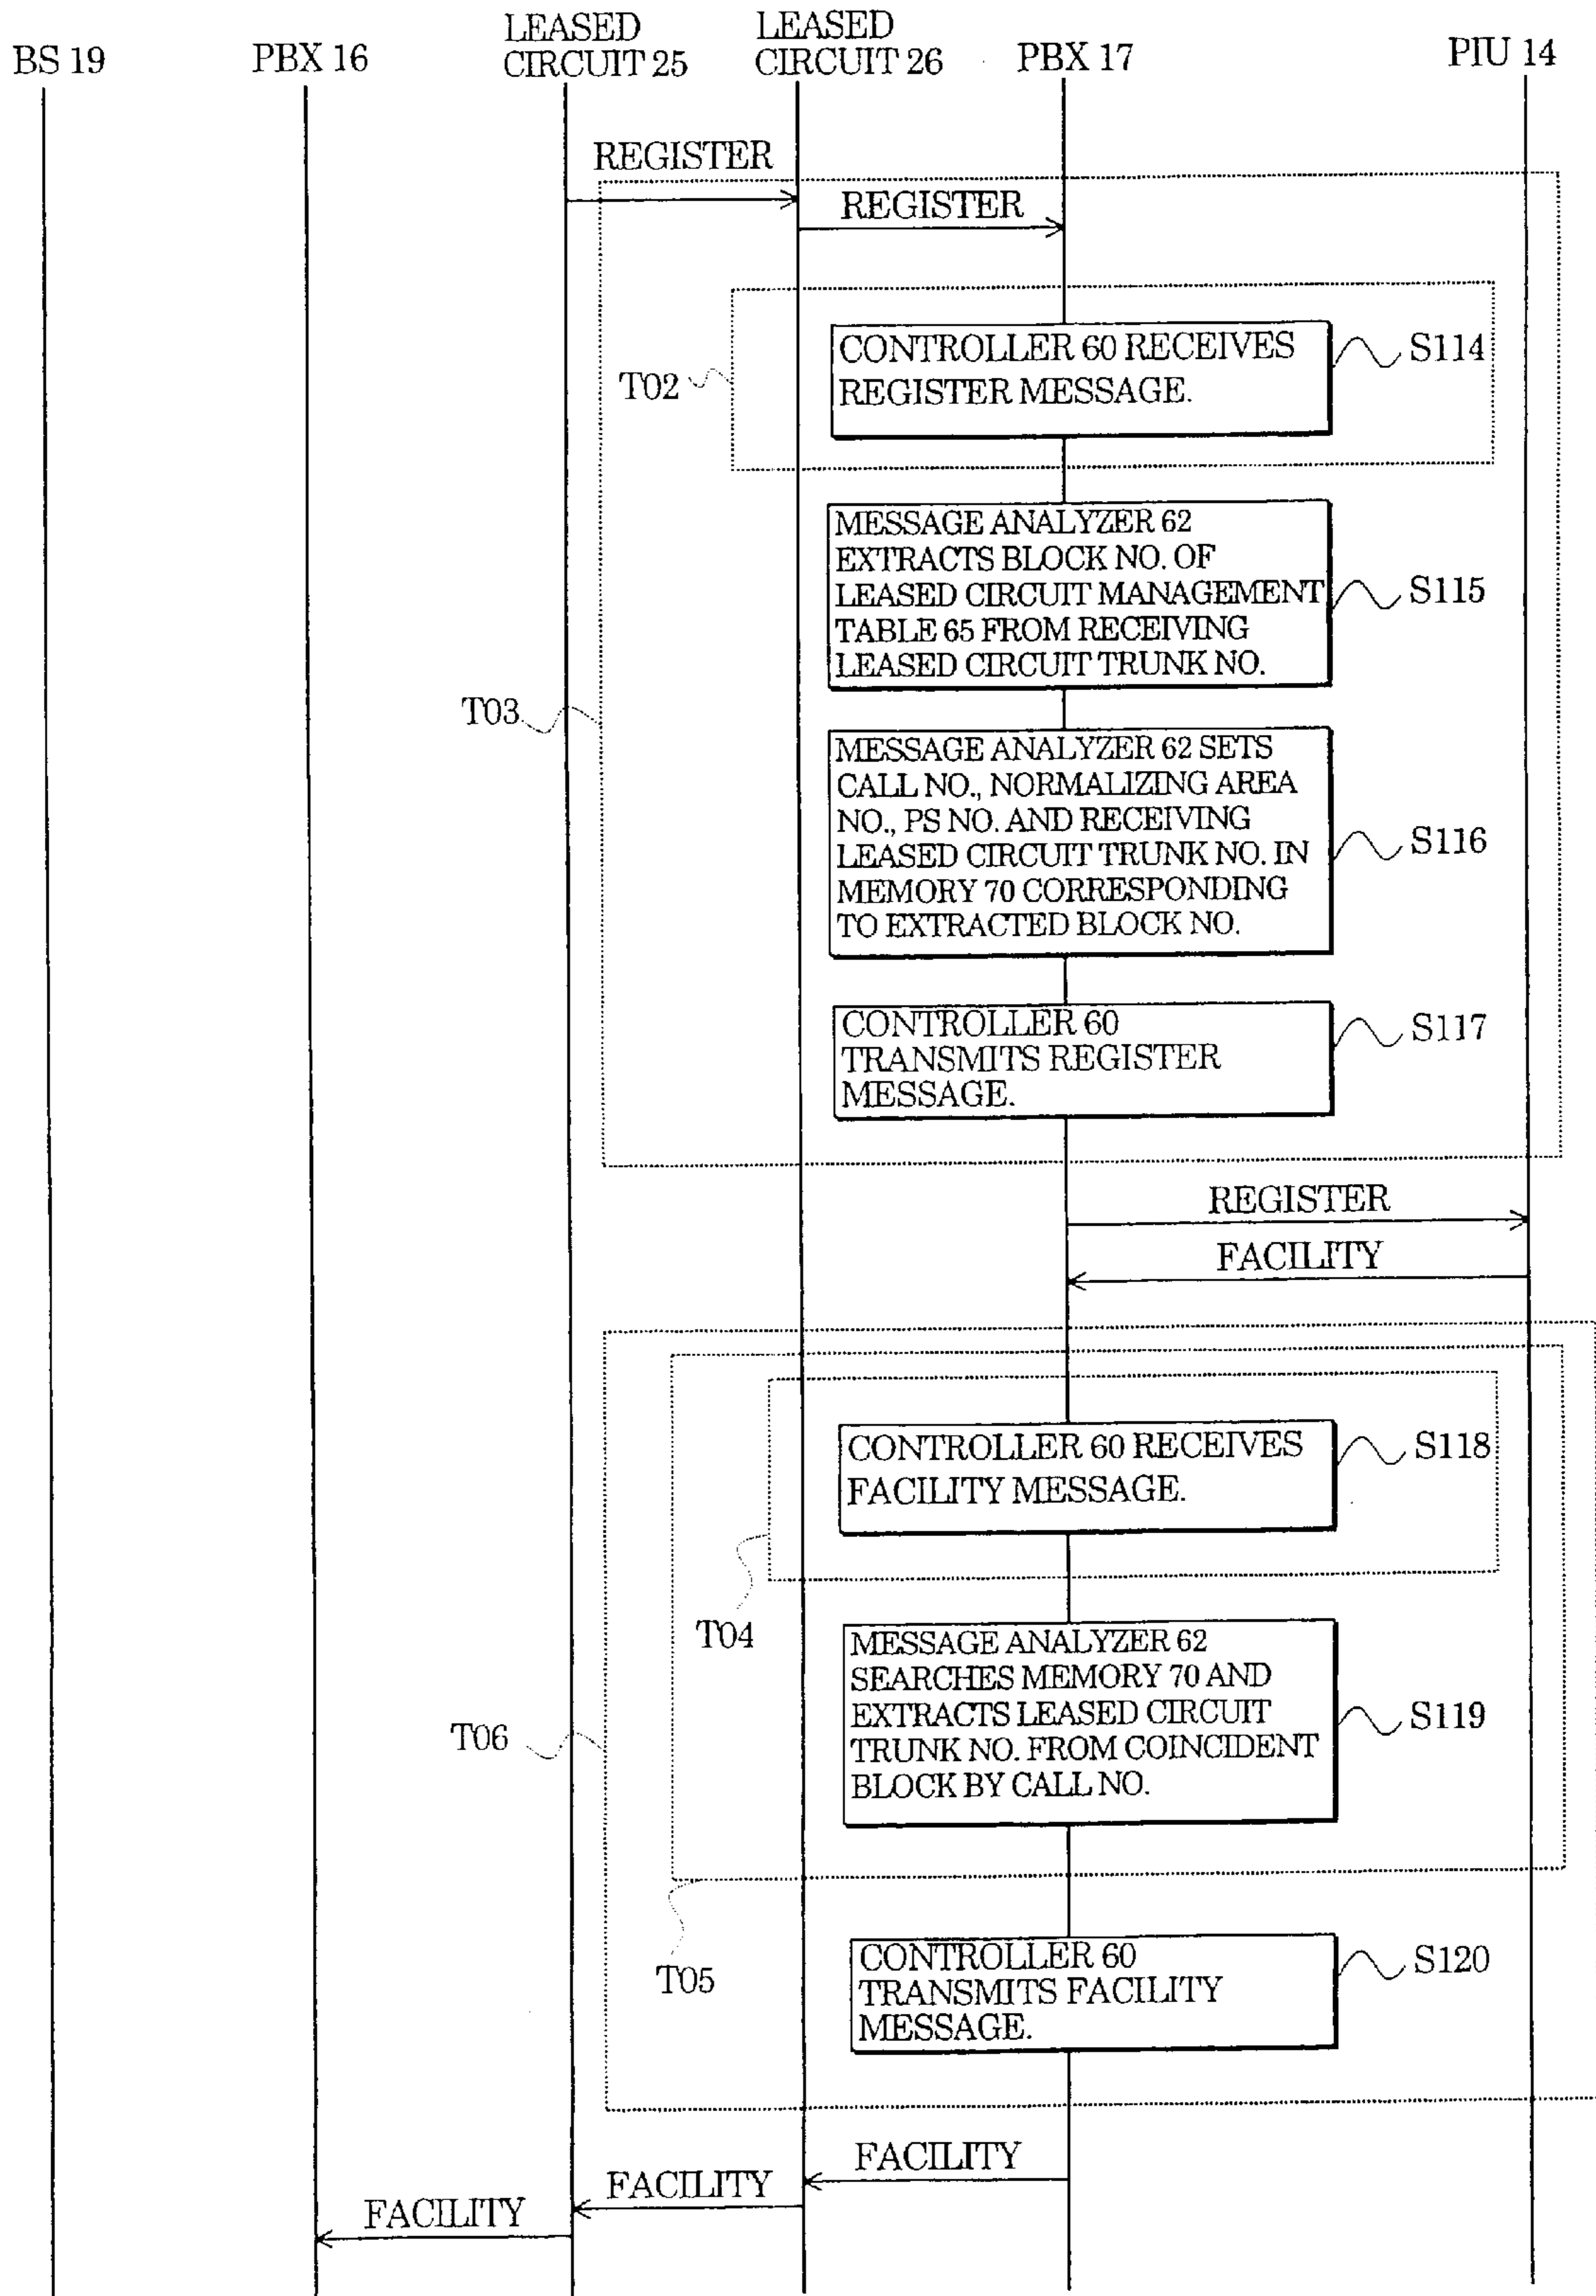 BS 19
PBX 16
LEASED
CIRCUIT 25
LEASED
CIRCUIT 26
PBX 17
PIU 14
REGISTER
REGISTER
T02
CONTROLLER 60 RECEIVES
REGISTER MESSAGE.
S114
MESSAGE ANALYZER 62
EXTRACTS BLOCK NO. OF
LEASED CIRCUIT MANAGEMENT
TABLE 65 FROM RECEIVING
LEASED CIRCUIT TRUNK NO.
S115
T03
MESSAGE ANALYZER 62 SETS
CALL NO., NORMALIZING AREA
NO., PS NO. AND RECEIVING
LEASED CIRCUIT TRUNK NO. IN
MEMORY 70 CORRESPONDING
TO EXTRACTED BLOCK NO.
S116
CONTROLLER 60
TRANSMITS REGISTER
MESSAGE.
S117
REGISTER
FACILITY
CONTROLLER 60 RECEIVES
FACILITY MESSAGE.
S118
T04
MESSAGE ANALYZER 62
SEARCHES MEMORY 70 AND
EXTRACTS LEASED CIRCUIT
TRUNK NO. FROM COINCIDENT
BLOCK BY CALL NO.
S119
T06
T05
CONTROLLER 60
TRANSMITS FACILITY
MESSAGE.
S120
FACILITY
FACILITY
FACILITY